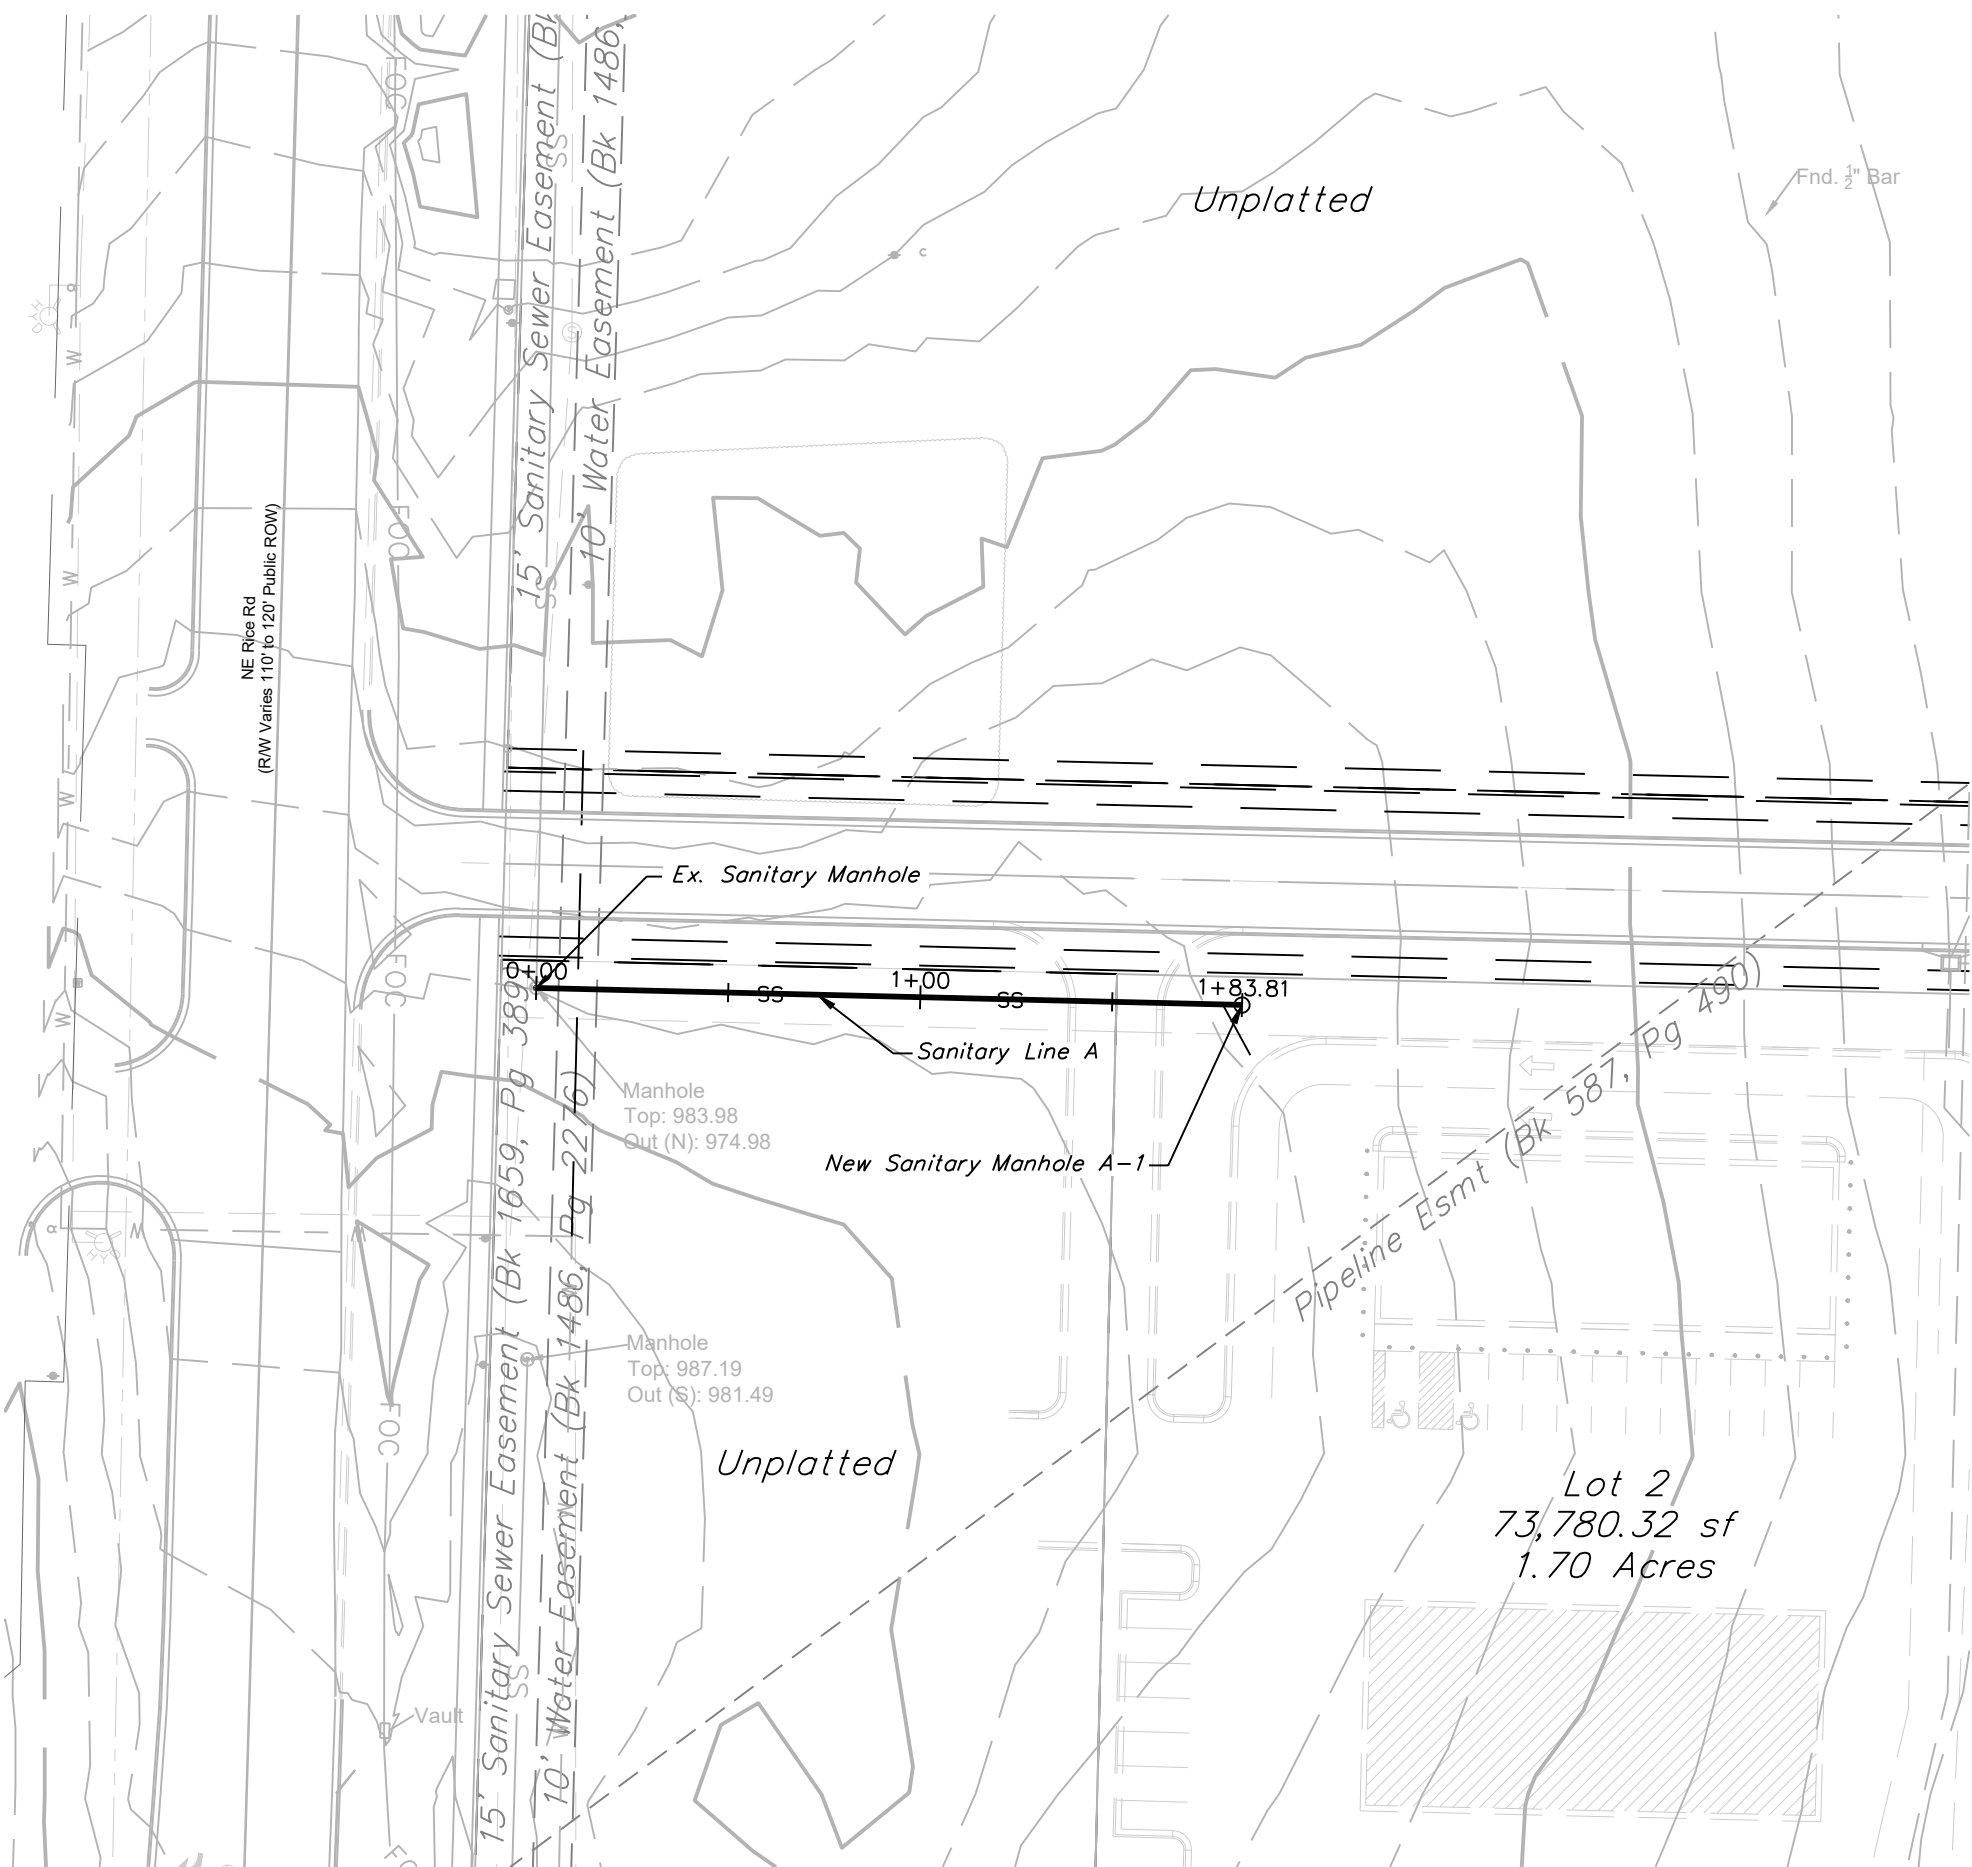 15' Sanitary Sewer Easement (Bk
10' Water Easement (Bk 1486,
FOC
SS
Unplatted
Fnd. ½" Bar
c
W
FOC
SS
W
NE Rice Rd
(R/W Varies 110' to 120' Public ROW)
W
Ex. Sanitary Manhole
0+00
1+00
1+83.81
SS
SS
FOC
W
Sanitary Line A
Manhole
Top: 983.98
Out (N): 974.98
New Sanitary Manhole A-1
Pipeline Esmt (Bk 587, Pg 490)
15' Sanitary Sewer Easement (Bk 1659, Pg 389)
10' Water Easement (Bk 1486, Pg 2276)
W
Manhole
Top: 987.19
Out (S): 981.49
FOC
Unplatted
Lot 2
73,780.32 sf
1.70 Acres
SS
Vault